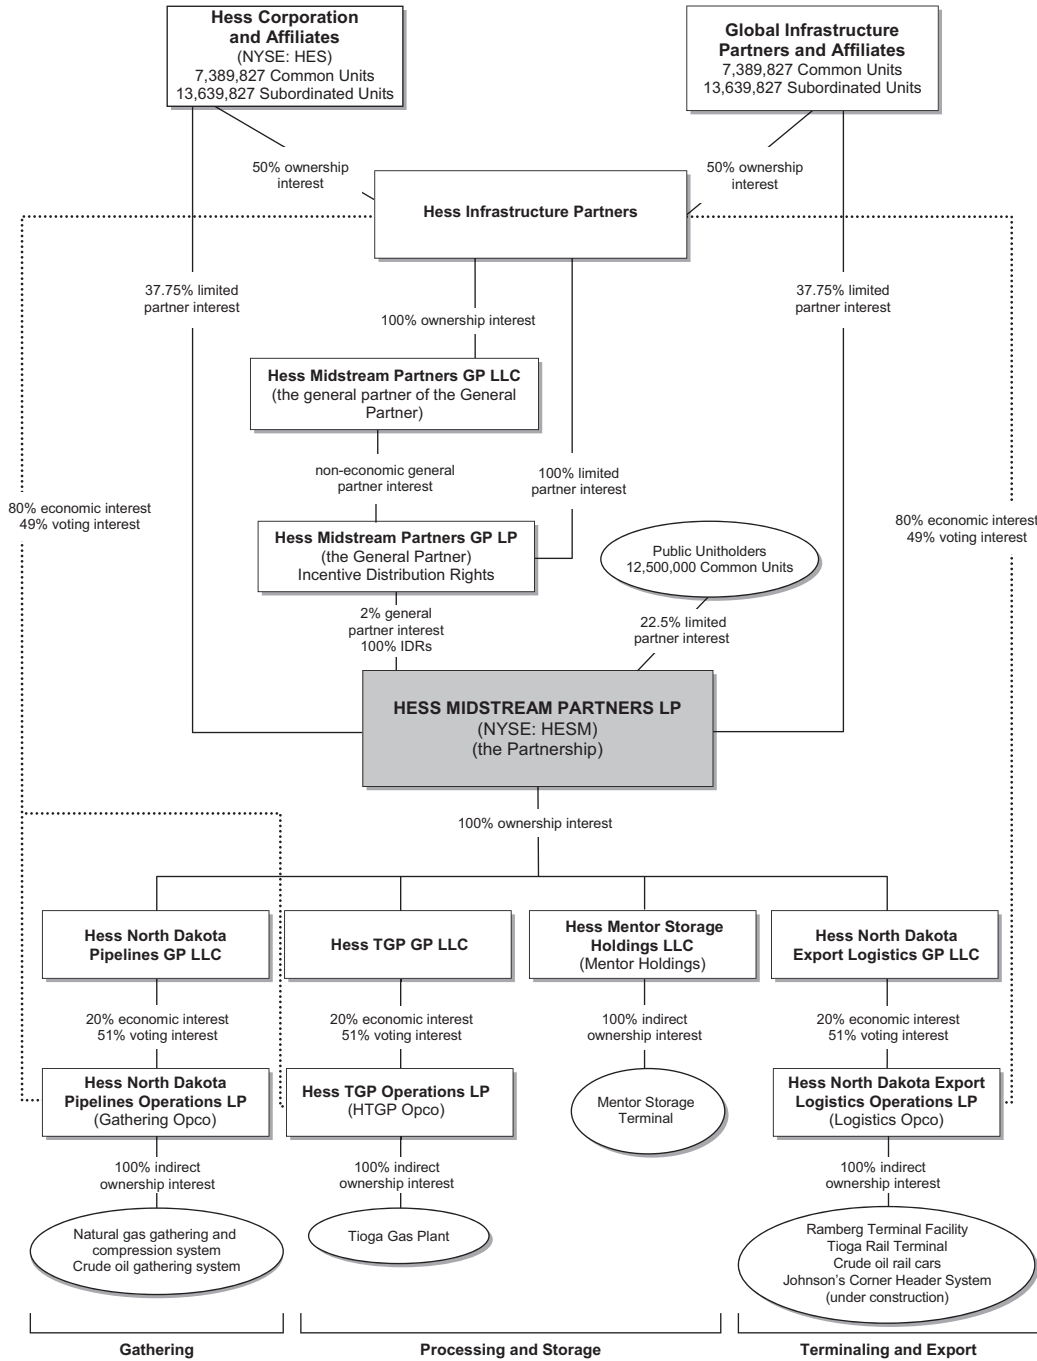 Hess Corporation
and Affiliates
(NYSE: HES)
7,389,827 Common Units
13,639,827 Subordinated Units
Global Infrastructure
Partners and Affiliates
7,389,827 Common Units
13,639,827 Subordinated Units
50% ownership
interest
50% ownership
interest
Hess Infrastructure Partners
37.75% limited
partner interest
37.75% limited
partner interest
100% ownership interest
Hess Midstream Partners GP LLC
(the general partner of the General
Partner)
non-economic general
partner interest
100% limited
partner interest
80% economic interest
49% voting interest
80% economic interest
49% voting interest
Hess Midstream Partners GP LP
(the General Partner)
Incentive Distribution Rights
Public Unitholders
12,500,000 Common Units
2% general
partner interest
100% IDRs
22.5% limited
partner interest
HESS MIDSTREAM PARTNERS LP
(NYSE: HESM)
(the Partnership)
100% ownership interest
Hess North Dakota
Pipelines GP LLC
Hess TGP GP LLC
Hess Mentor Storage
Holdings LLC
(Mentor Holdings)
Hess North Dakota
Export Logistics GP LLC
20% economic interest
51% voting interest
20% economic interest
51% voting interest
100% indirect
ownership interest
20% economic interest
51% voting interest
Hess North Dakota
Pipelines Operations LP
(Gathering Opco)
Hess TGP Operations LP
(HTGP Opco)
Mentor Storage
Terminal
Hess North Dakota Export
Logistics Operations LP
(Logistics Opco)
100% indirect
ownership interest
100% indirect
ownership interest
100% indirect
ownership interest
Natural gas gathering and
compression system
Crude oil gathering system
Tioga Gas Plant
Ramberg Terminal Facility
Tioga Rail Terminal
Crude oil rail cars
Johnson's Corner Header System
(under construction)
Gathering
Processing and Storage
Terminaling and Export